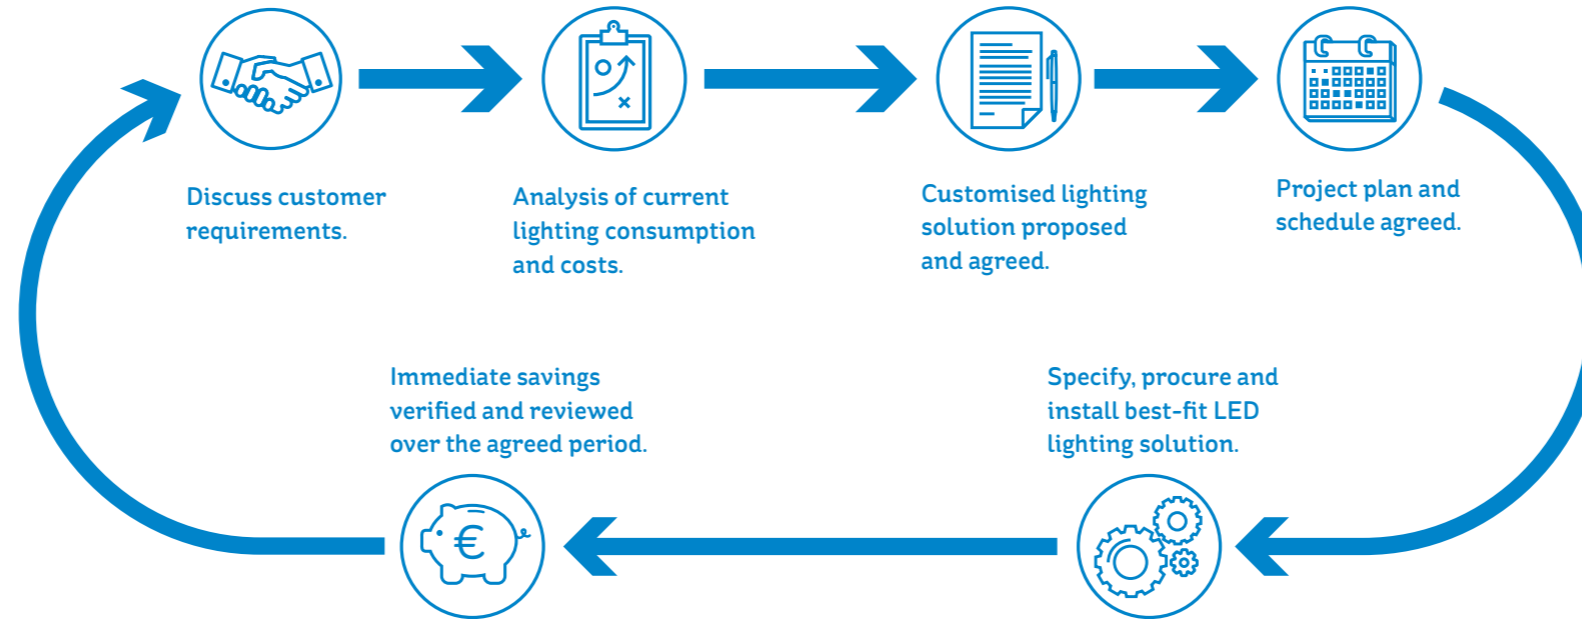 Discuss customer
requirements.
Analysis of current
lighting consumption
and costs.
Customised lighting
solution proposed
and agreed.
Project plan and
schedule agreed.
Specify, procure and
install best-fit LED
lighting solution.
Immediate savings
verified and reviewed
over the agreed period.
€